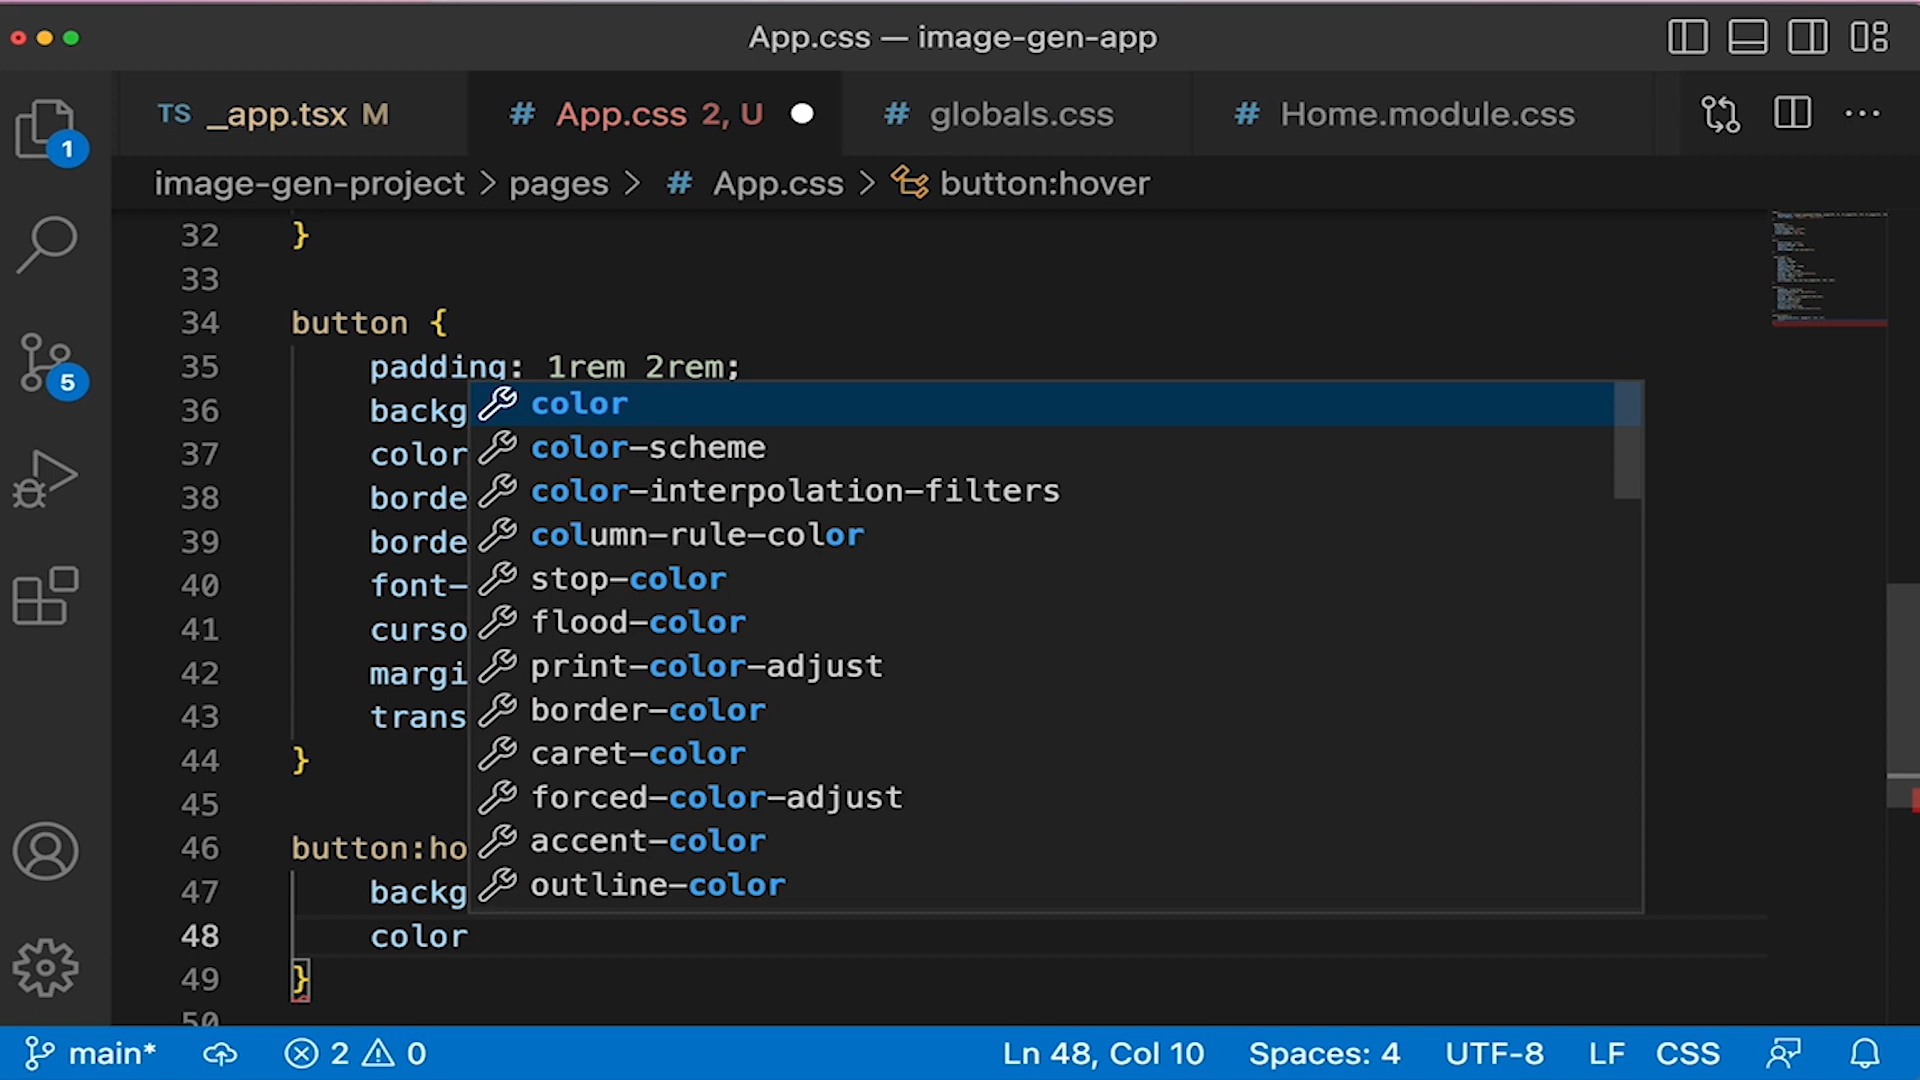 App.css — image-gen-app
TS _app.tsx M # App.css 2, U # globals.css # Home.module.css
image-gen-project > pages > # App.css > button:hover
1
5
32 }
33
34 button {
35 padding: 1rem 2rem;
36 backg
37 color
38 borde
39 borde
40 font-
41 curso
42 margi
43 trans
44 }
45
46 button:ho
47 backg
48 color
49 }
50
color
color-scheme
color-interpolation-filters
column-rule-color
stop-color
flood-color
print-color-adjust
border-color
caret-color
forced-color-adjust
accent-color
outline-color
main* 2 0 Ln 48, Col 10 Spaces: 4 UTF-8 LF CSS